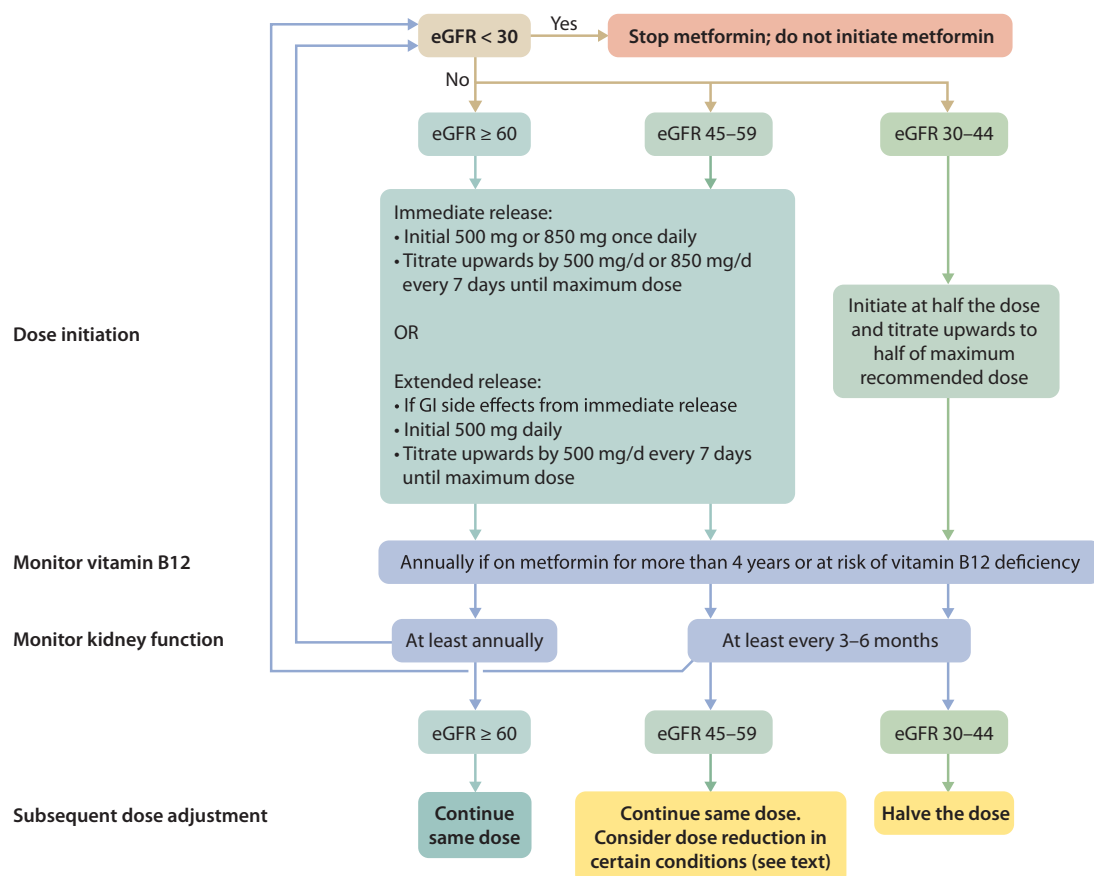 eGFR < 30
Yes
Stop metformin; do not initiate metformin
No
eGFR ≥ 60
eGFR 45–59
eGFR 30–44
Dose initiation
Immediate release:
• Initial 500 mg or 850 mg once daily
• Titrate upwards by 500 mg/d or 850 mg/d
every 7 days until maximum dose
OR
Extended release:
• If GI side effects from immediate release
• Initial 500 mg daily
• Titrate upwards by 500 mg/d every 7 days
until maximum dose
Initiate at half the dose
and titrate upwards to
half of maximum
recommended dose
Monitor vitamin B12
Annually if on metformin for more than 4 years or at risk of vitamin B12 deficiency
Monitor kidney function
At least annually
At least every 3–6 months
eGFR ≥ 60
eGFR 45–59
eGFR 30–44
Subsequent dose adjustment
Continue
same dose
Continue same dose.
Consider dose reduction in
certain conditions (see text)
Halve the dose